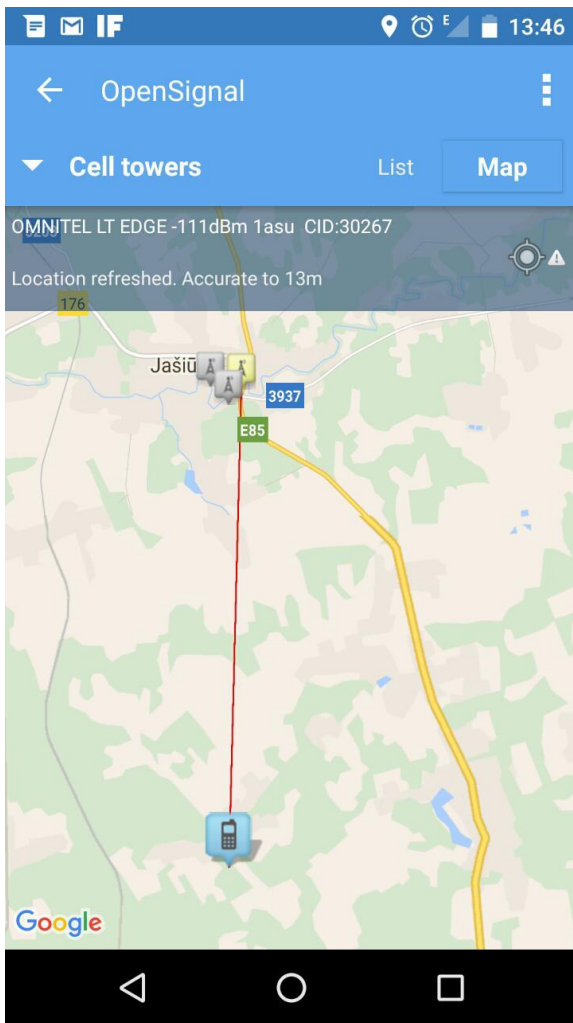 IF E 13:46
OpenSignal
Cell towers List Map
OMNITEL LT EDGE -111dBm 1asu CID:30267
Location refreshed. Accurate to 13m
176
Jašiū
3937
E85
Google